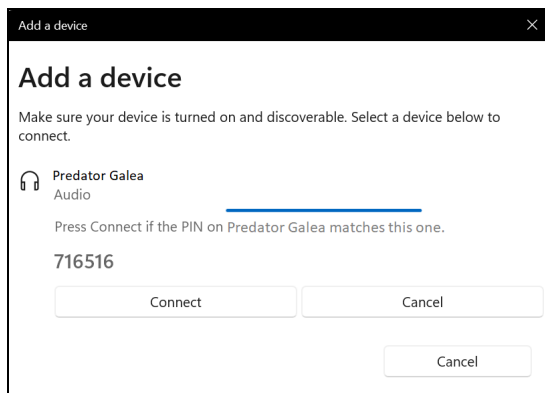 Add a device
Add a device
Make sure your device is turned on and discoverable. Select a device below to
connect.
Predator Galea
Audio
Press Connect if the PIN on Predator Galea matches this one.
716516
Connect Cancel
Cancel